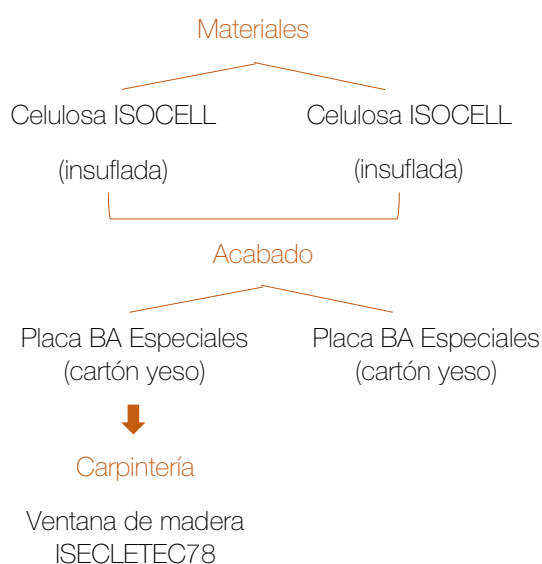 Materiales
Celulosa ISOCELL
(insuflada)
Celulosa ISOCELL
(insuflada)
Acabado
Placa BA Especiales
(cartón yeso)
Placa BA Especiales
(cartón yeso)
Carpintería
Ventana de madera
ISECLETEC78